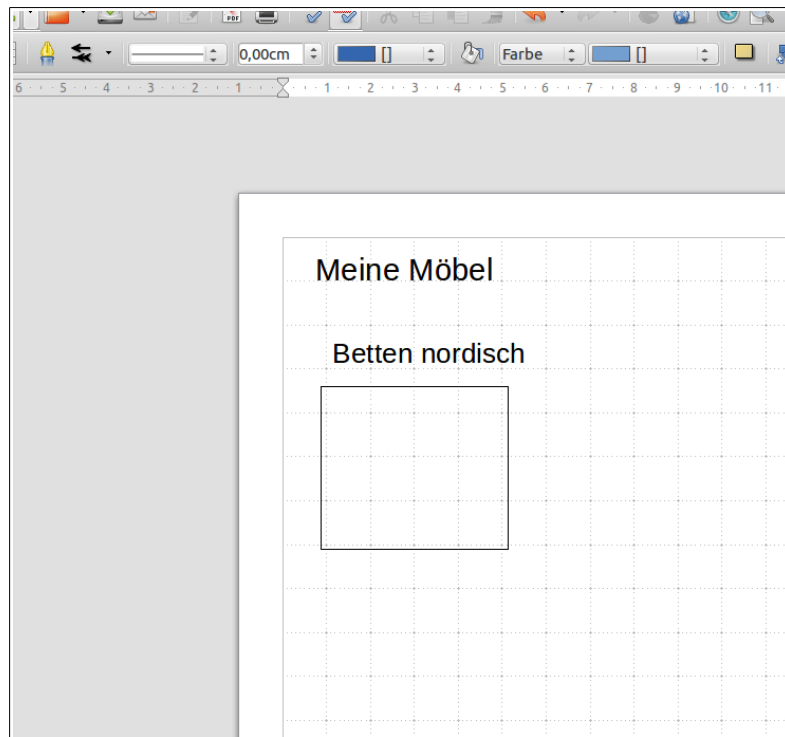 PDF
0,00cm [] Farbe []
6 5 4 3 2 1 1 2 3 4 5 6 7 8 9 10 11
Meine Möbel
Betten nordisch